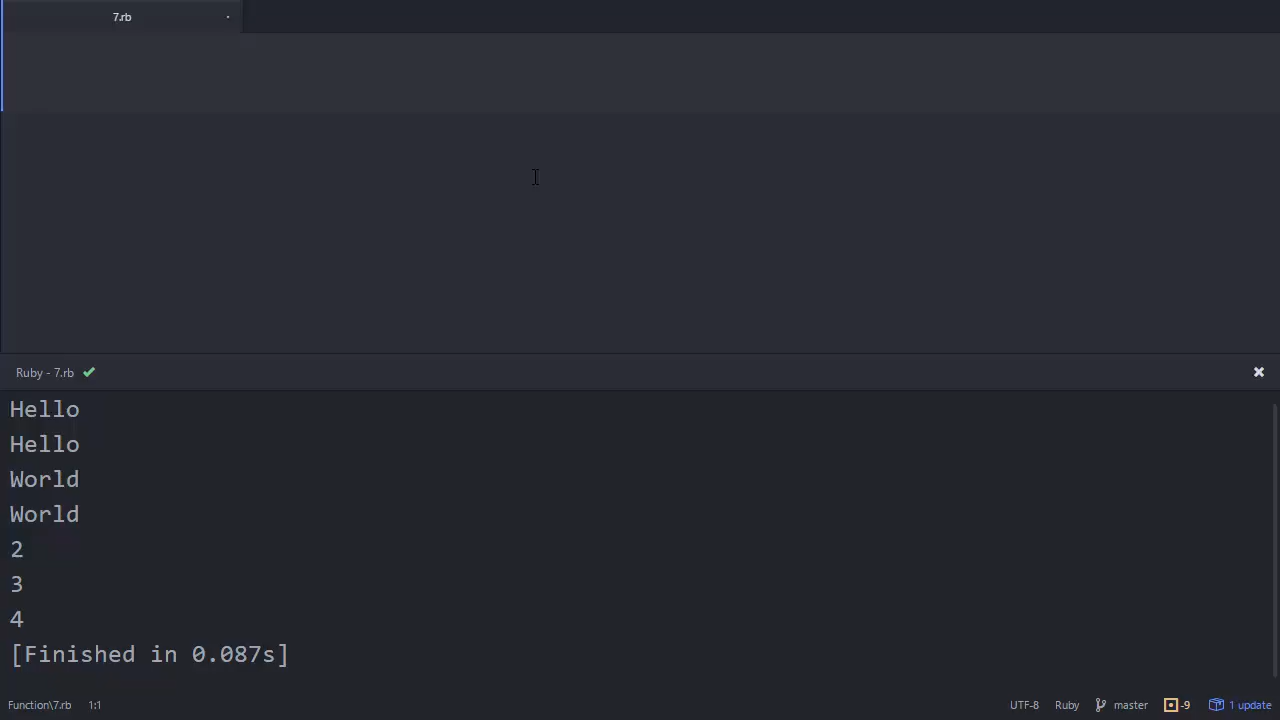 7.rb
Ruby - 7.rb
Hello
Hello
World
World
2
3
4
[Finished in 0.087s]
Function\7.rb 1:1 UTF-8 Ruby master -9 1 update